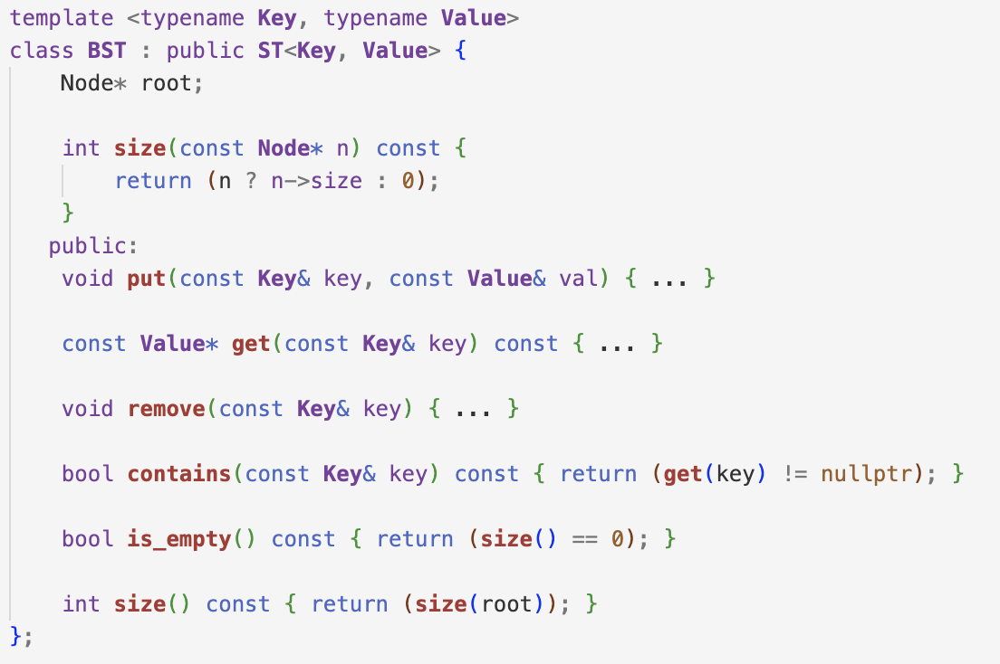 template <typename Key, typename Value>
class BST : public ST<Key, Value> {
    Node* root;

    int size(const Node* n) const {
        return (n ? n->size : 0);
    }
   public:
    void put(const Key& key, const Value& val) { ... }

    const Value* get(const Key& key) const { ... }

    void remove(const Key& key) { ... }

    bool contains(const Key& key) const { return (get(key) != nullptr); }

    bool is_empty() const { return (size() == 0); }

    int size() const { return (size(root)); }
};